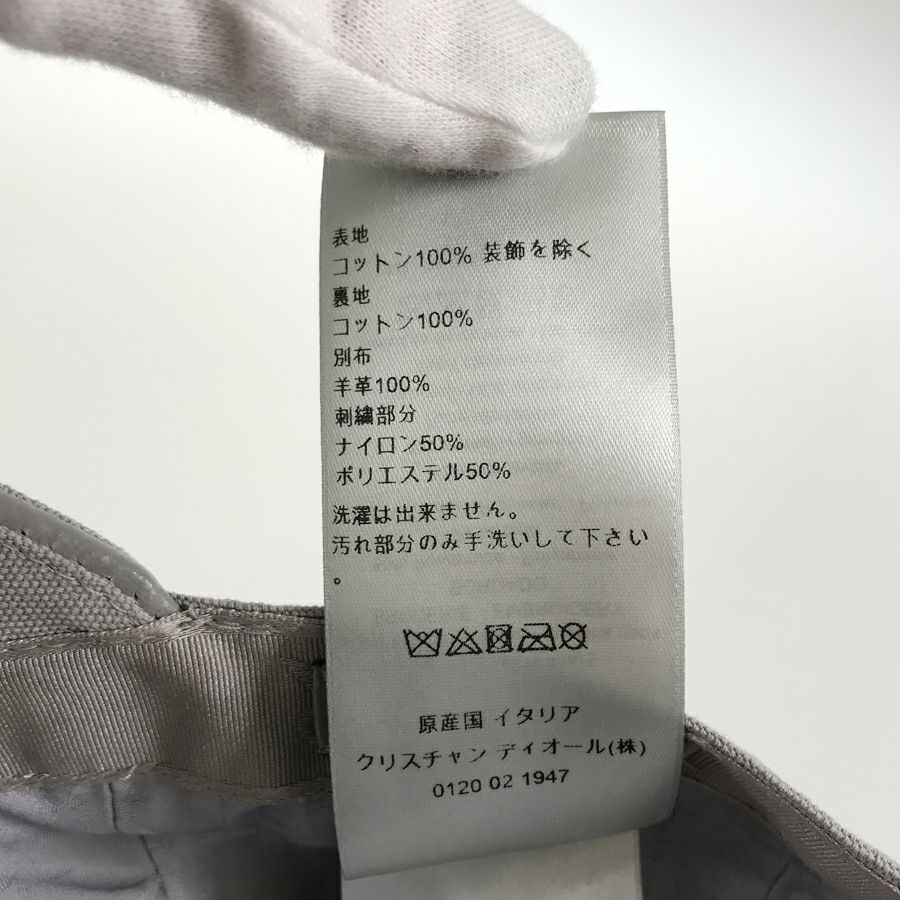 表地
コットン100% 装飾を除く
裏地
コットン100%
別布
羊革100%
刺繍部分
ナイロン50%
ポリエステル50%
洗濯は出来ません。
汚れ部分のみ手洗いして下さい
。
原産国 イタリア
クリスチャン ディオール(株)
0120 02 1947